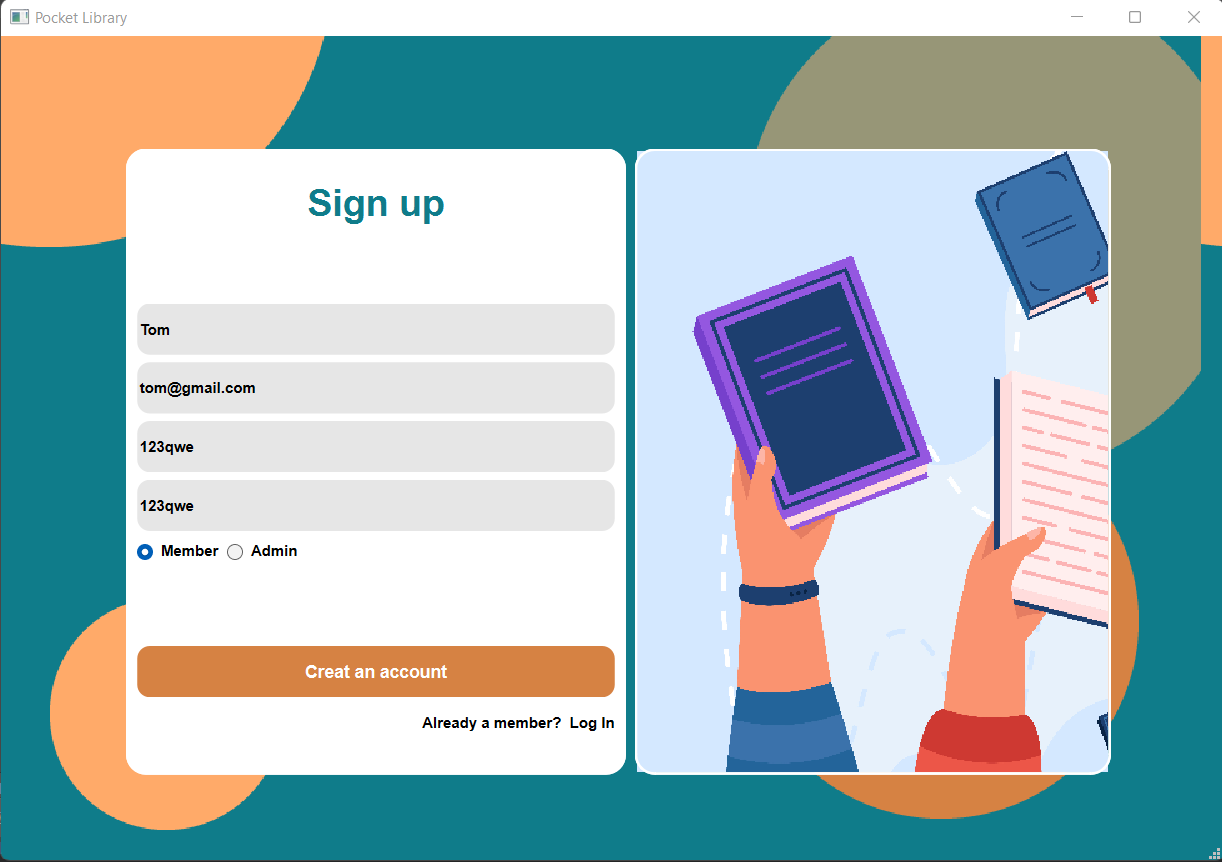 Pocket Library
Sign up
Tom
tom@gmail.com
123qwe
123qwe
Member Admin
Creat an account
Already a member? Log In